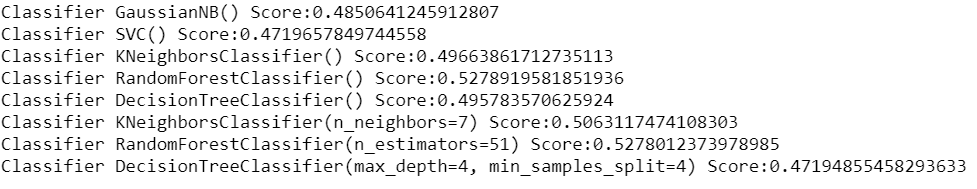 Classifier GaussianNB() Score:0.4850641245912807
Classifier SVC() Score:0.4719657849744558
Classifier KNeighborsClassifier() Score:0.49663861712735113
Classifier RandomForestClassifier() Score:0.5278919581851936
Classifier DecisionTreeClassifier() Score:0.495783570625924
Classifier KNeighborsClassifier(n_neighbors=7) Score:0.5063117474108303
Classifier RandomForestClassifier(n_estimators=51) Score:0.5278012373978985
Classifier DecisionTreeClassifier(max_depth=4, min_samples_split=4) Score:0.47194855458293633